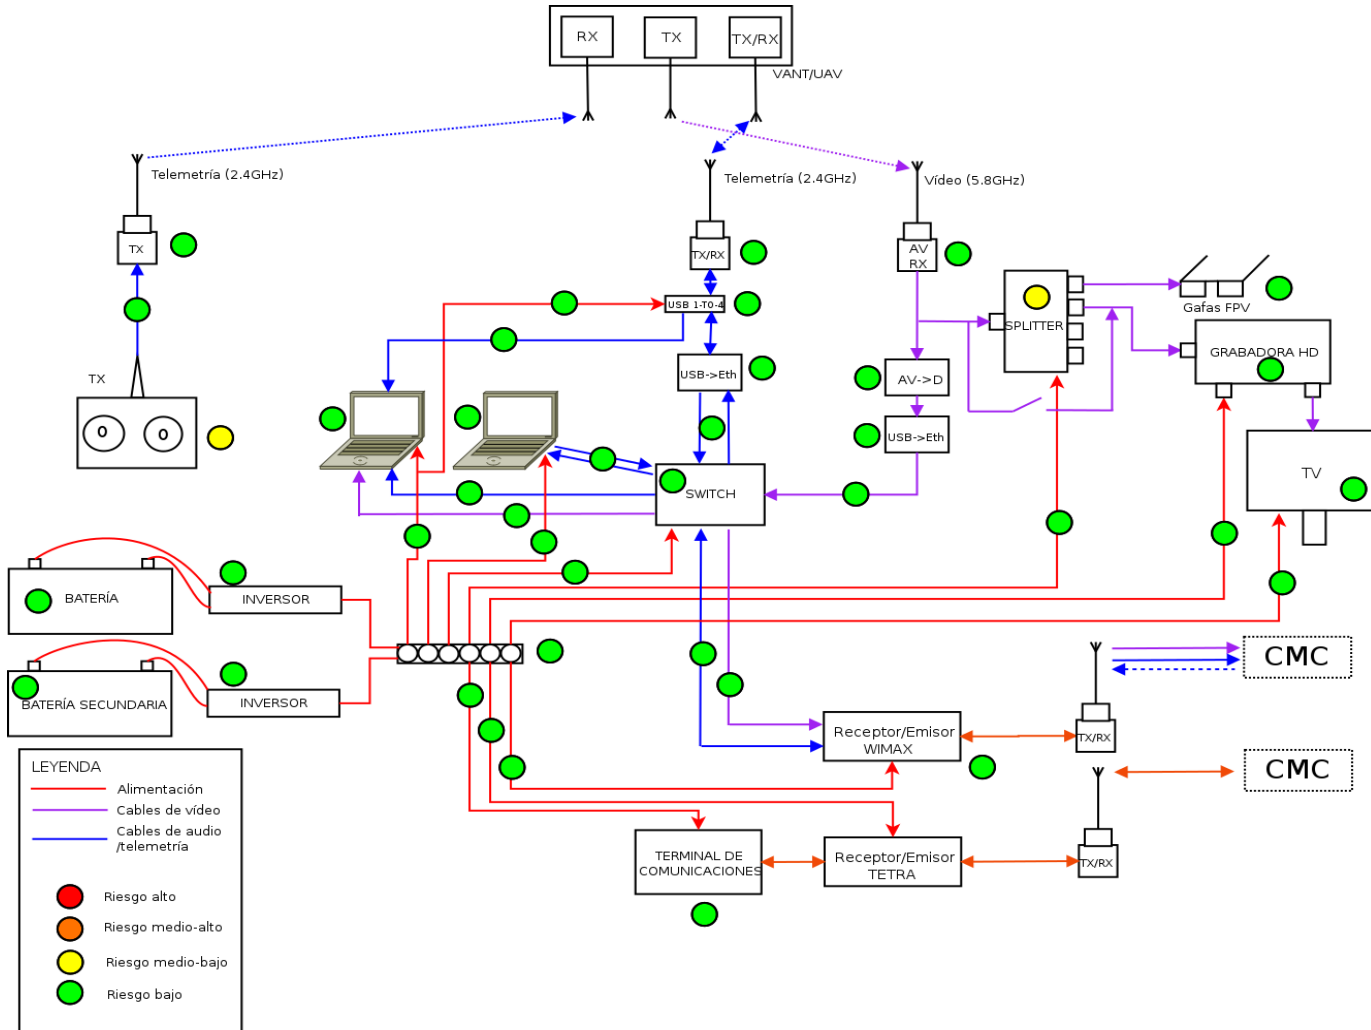 RX
TX
TX/RX
VANT/UAV
Telemetría (2.4GHz)
Telemetría (2.4GHz)
Vídeo (5.8GHz)
TX
TX/RX
AV
RX
USB 1-TO-4
SPLITTER
Gafas FPV
GRABADORA HD
USB->Eth
AV->D
USB->Eth
TX
O
O
SWITCH
TV
BATERÍA
INVERSOR
BATERÍA SECUNDARIA
INVERSOR
CMC
Receptor/Emisor
WIMAX
TX/RX
CMC
TERMINAL DE
COMUNICACIONES
Receptor/Emisor
TETRA
TX/RX
LEYENDA
Alimentación
Cables de vídeo
Cables de audio
/telemetría
Riesgo alto
Riesgo medio-alto
Riesgo medio-bajo
Riesgo bajo